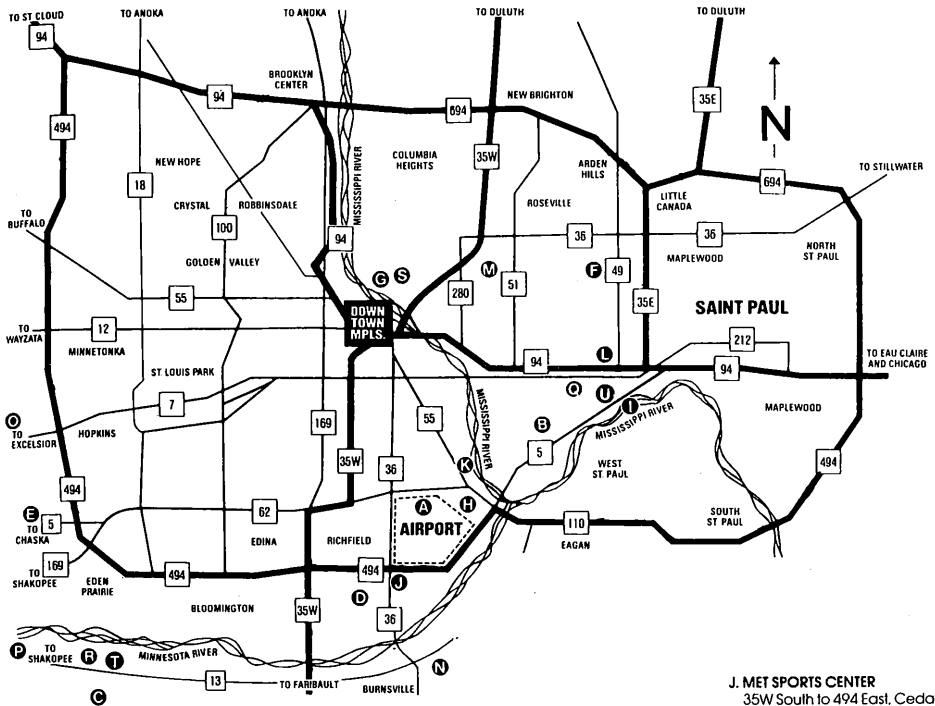 TO ST CLOUD
TO ANOKA
TO ANOKA
TO DULUTH
TO DULUTH
94
BROOKLYN
CENTER
94
NEW BRIGHTON
694
35E
N
494
35W
NEW HOPE
COLUMBIA
HEIGHTS
MISSISSIPPI RIVER
ARDEN
HILLS
TO STILLWATER
18
694
LITTLE
CANADA
CRYSTAL
ROBBINSDALE
ROSEVILLE
TO
BUFFALO
100
94
36
36
NORTH
ST PAUL
GOLDEN VALLEY
MAPLEWOOD
G
S
M
F
49
51
55
280
35E
SAINT PAUL
DOWN
TOWN
MPLS.
TO
WAYZATA
12
MINNETONKA
212
L
94
94
TO EAU CLAIRE
AND CHICAGO
ST LOUIS PARK
7
Q
U
I
MAPLEWOOD
O
TO
EXCELSIOR
HOPKINS
169
55
MISSISSIPPI RIVER
B
MISSISSIPPI RIVER
5
35W
36
K
WEST
ST PAUL
494
494
E
5
TO
CHASKA
62
EDINA
RICHFIELD
A
AIRPORT
H
110
EAGAN
SOUTH
ST PAUL
169
TO
SHAKOPEE
EDEN
PRAIRIE
494
494
J
D
BLOOMINGTON
35W
36
P
TO
SHAKOPEE
R
T
MINNESOTA RIVER
N
13
TO FARIBAULT
BURNSVILLE
C
J. MET SPORTS CENTER
35W South to 494 East, Ceda